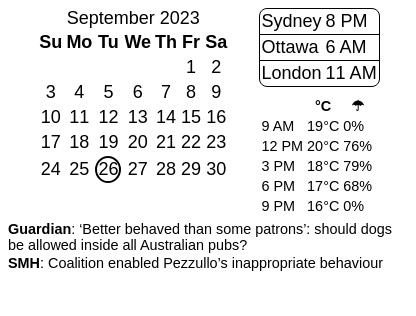 September 2023
Su Mo Tu We Th Fr Sa
1 2
3 4 5 6 7 8 9
10 11 12 13 14 15 16
17 18 19 20 21 22 23
24 25 26 27 28 29 30
Sydney 8 PM
Ottawa 6 AM
London 11 AM
°C ☂
9 AM 19°C 0%
12 PM 20°C 76%
3 PM 18°C 79%
6 PM 17°C 68%
9 PM 16°C 0%
Guardian: ‘Better behaved than some patrons’: should dogs
be allowed inside all Australian pubs?
SMH: Coalition enabled Pezzullo’s inappropriate behaviour